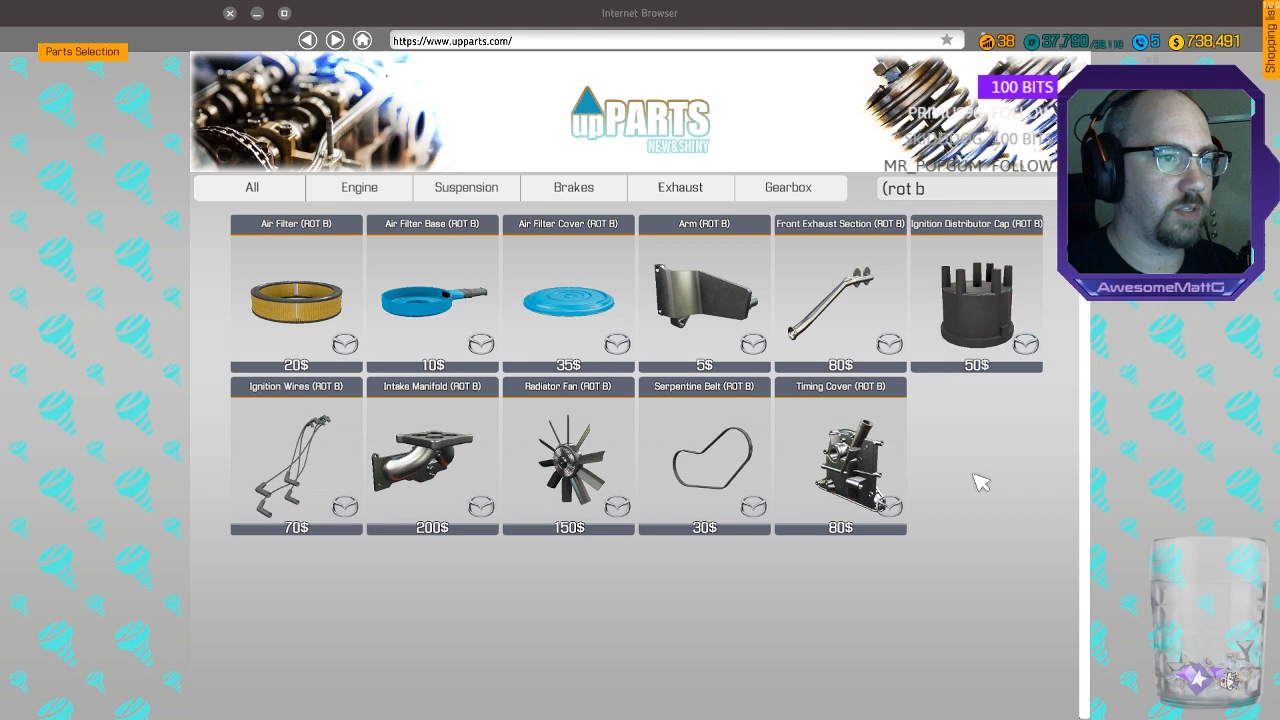 Internet Browser
Shopping list
Parts Selection
https://www.upparts.com/
38
37,790
5
738,491
upPARTS
NEW&SHINY
100 BITS
MR_POPGUM FOLLOW
All
Engine
Suspension
Brakes
Exhaust
Gearbox
(rot b
Air Filter (ROT B)
Air Filter Base (ROT B)
Air Filter Cover (ROT B)
Arm (ROT B)
Front Exhaust Section (ROT B)
Ignition Distributor Cap (ROT B)
AwesomeMattG
20$
10$
35$
5$
80$
50$
Ignition Wires (ROT B)
Intake Manifold (ROT B)
Radiator Fan (ROT B)
Serpentine Belt (ROT B)
Timing Cover (ROT B)
70$
200$
150$
30$
80$